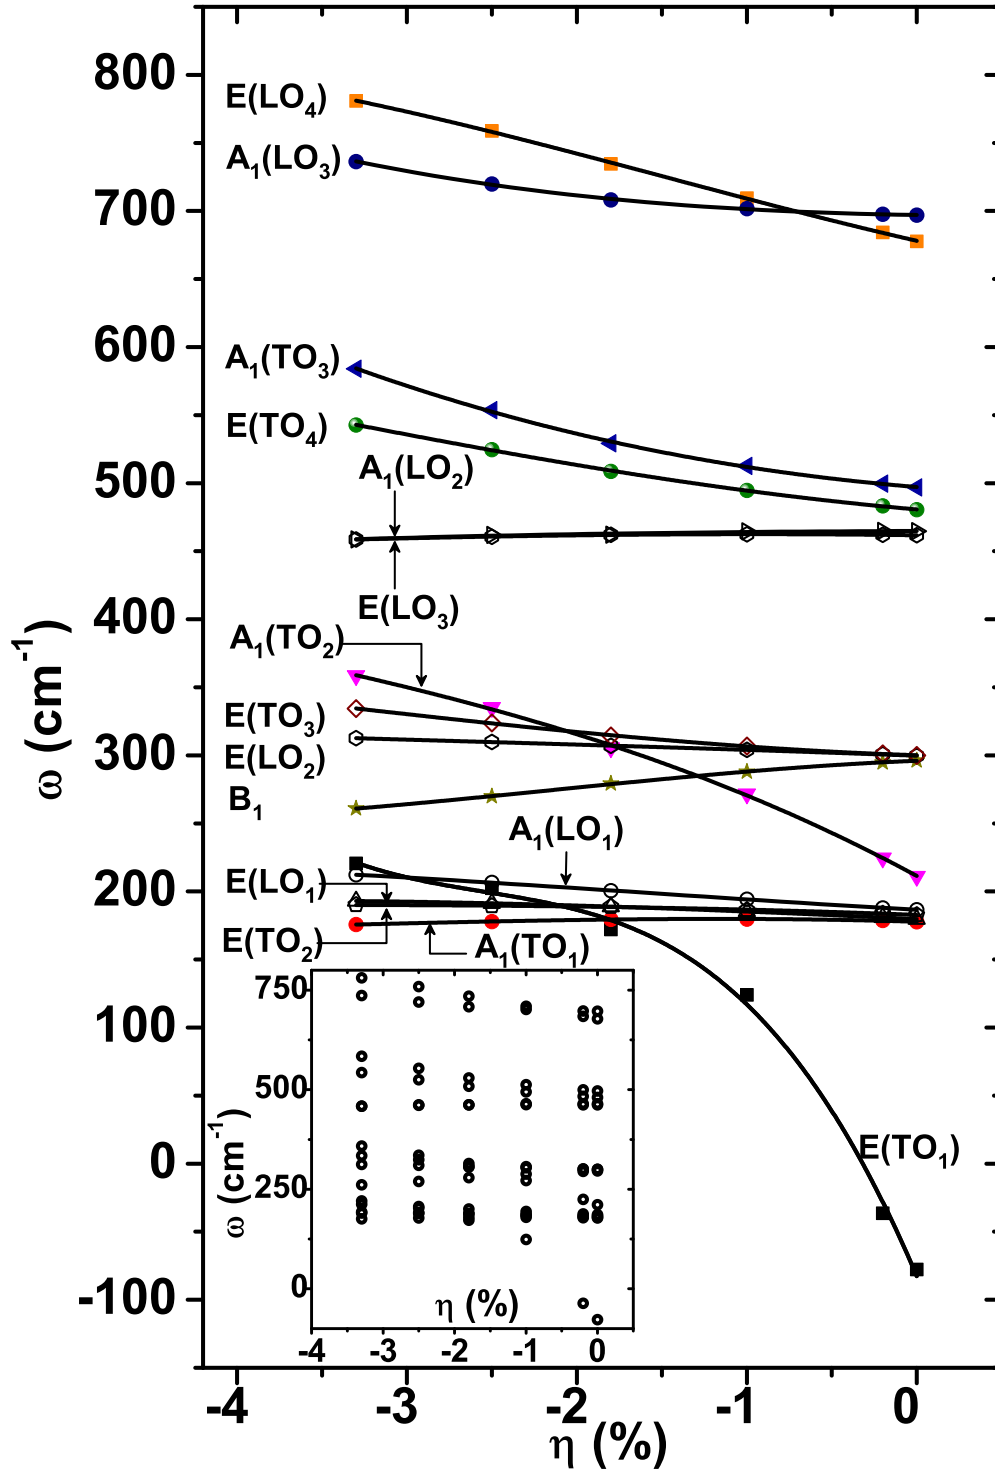 800
E(LO4)
A1(LO3)
700
600
A1(TO3)
E(TO4)
A1(LO2)
500
E(LO3)
400
A1(TO2)
ω (cm-1)
E(TO3)
300
E(LO2)
B1
A1(LO1)
200
E(LO1)
E(TO2)
A1(TO1)
100
E(TO1)
0
-100
-4 -3 -2 -1 0
η (%)
750
500
250
0
ω (cm-1)
η (%)
-4 -3 -2 -1 0